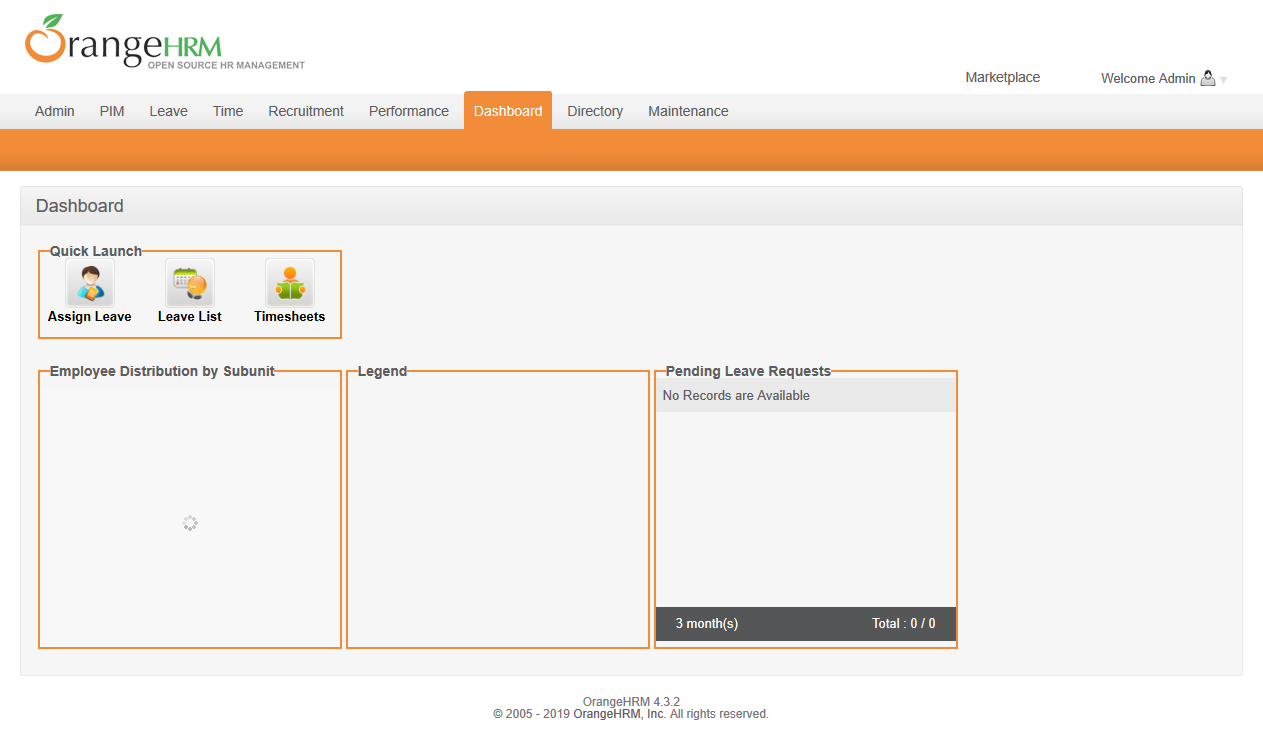 OrangeHRM
OPEN SOURCE HR MANAGEMENT
Marketplace
Welcome Admin
Admin PIM Leave Time Recruitment Performance Dashboard Directory Maintenance
Dashboard
Quick Launch
Assign Leave Leave List Timesheets
Employee Distribution by Subunit
Legend
Pending Leave Requests
No Records are Available
3 month(s) Total : 0 / 0
OrangeHRM 4.3.2
© 2005 - 2019 OrangeHRM, Inc. All rights reserved.